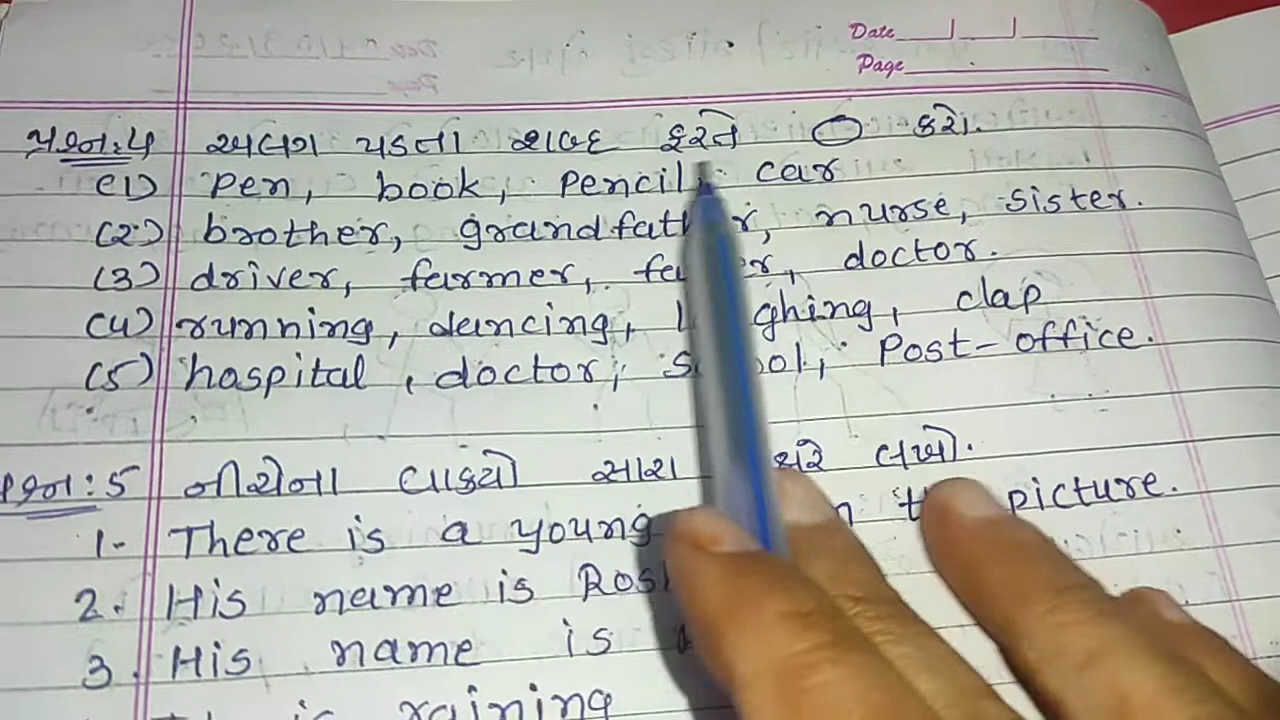 Date
Page
પ્રશ્ન:4 અલગ પડતા શબ્દ ફરતે ○ કરો.
(1) Pen, book, Pencil, car
(2) brother, grandfather, nurse, sister.
(3) driver, farmer, doctor.
(4) running, dancing, clap
(5) hospital, doctor, Post-office.
પ્રશ્ન:5 નીચેના વાક્યો સારા લખો.
1. There is a young picture.
2. His name is
3. His name is
is raining